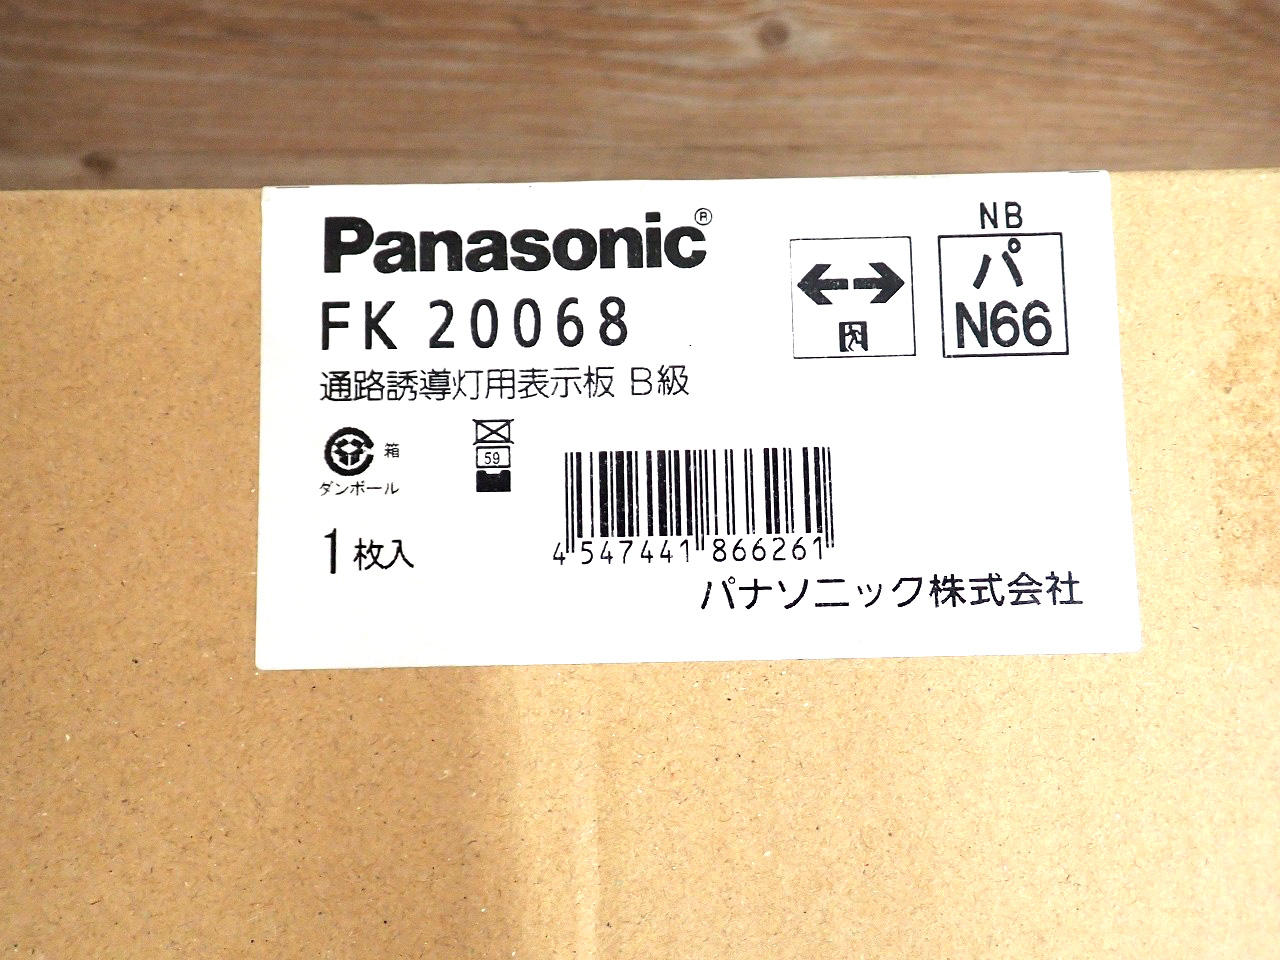 Panasonic®
FK 20068
通路誘導灯用表示板 B級
NB
パ
N66
箱
ダンボール
59
1枚入
4 547441 866261
パナソニック株式会社